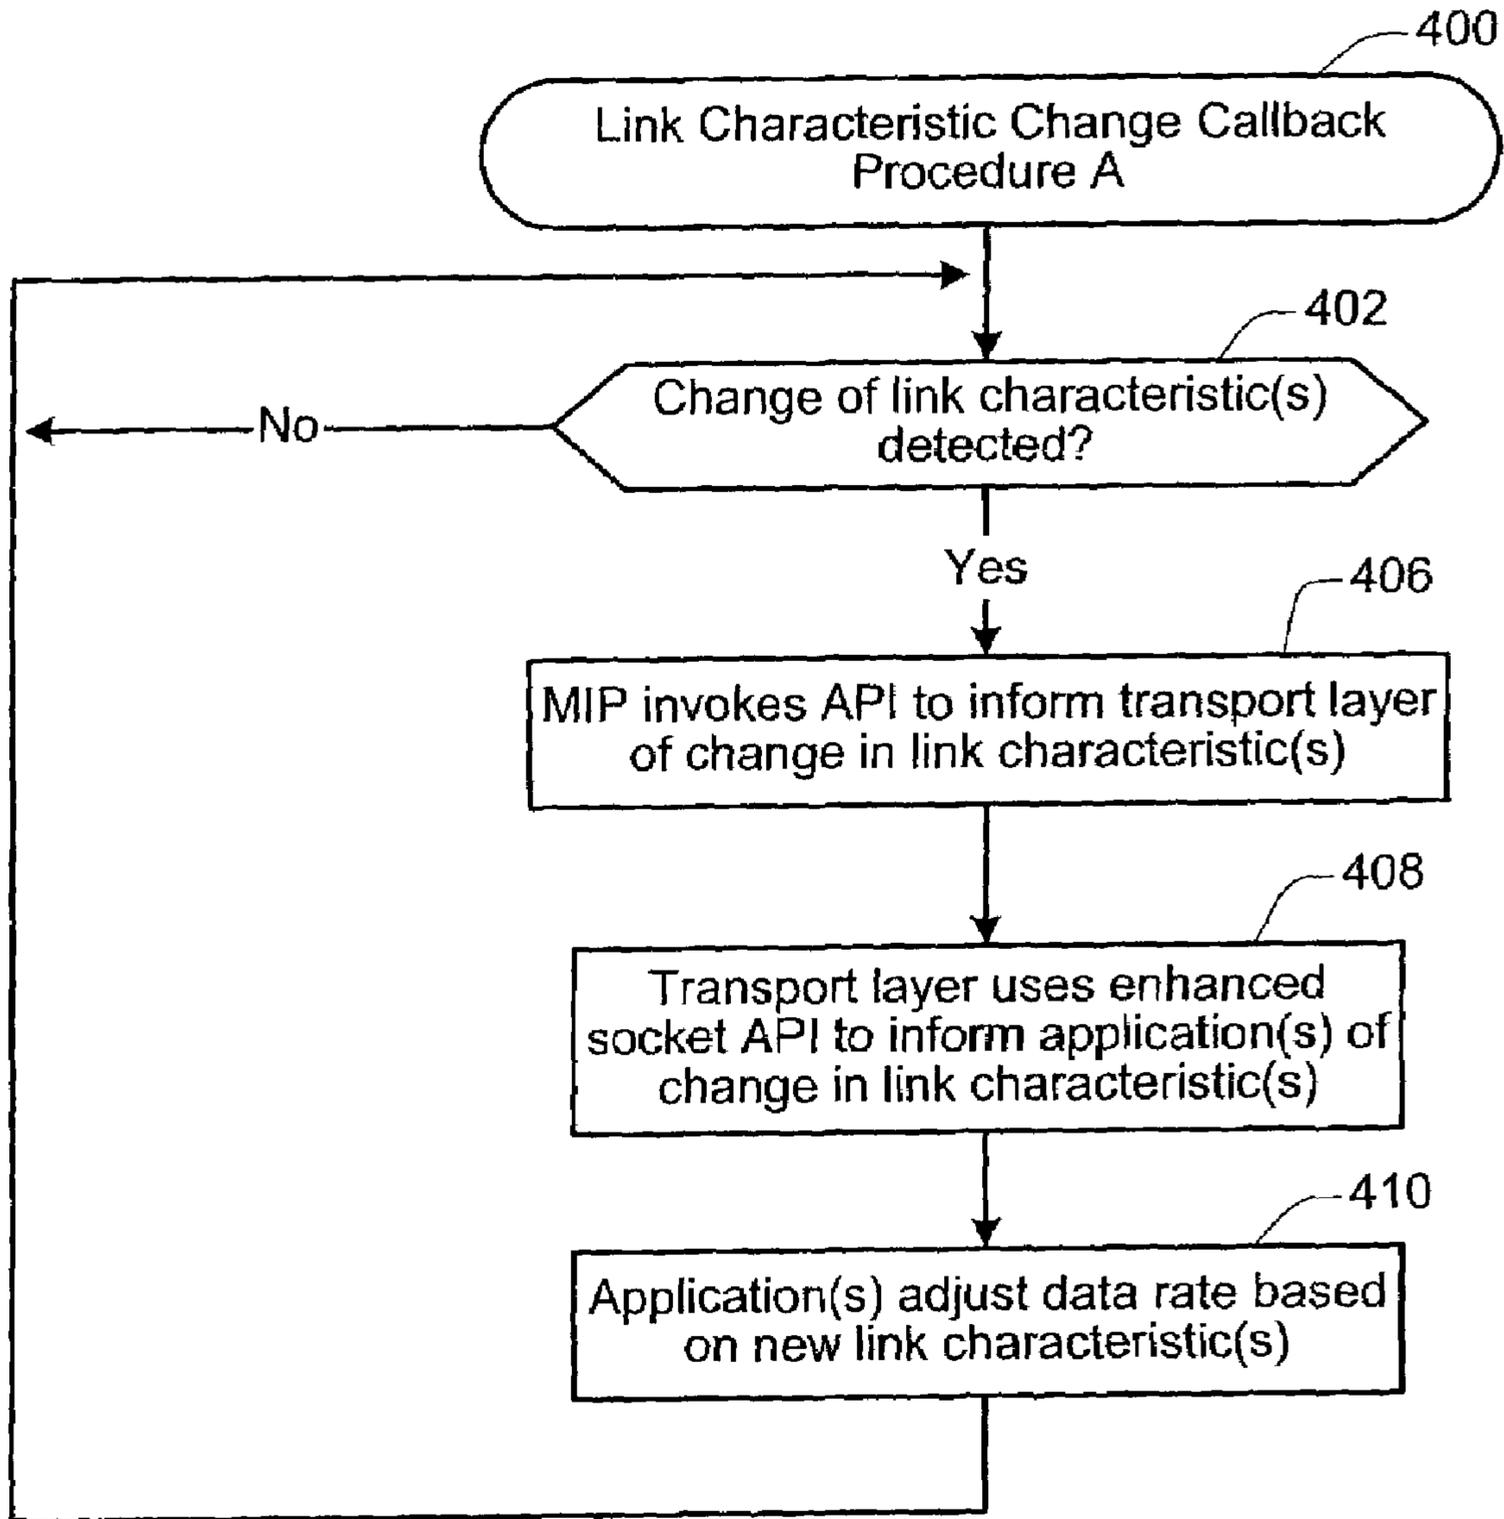 400
Link Characteristic Change Callback
Procedure A
402
Change of link characteristic(s)
detected?
No
Yes
406
MIP invokes API to inform transport layer
of change in link characteristic(s)
408
Transport layer uses enhanced
socket API to inform application(s) of
change in link characteristic(s)
410
Application(s) adjust data rate based
on new link characteristic(s)